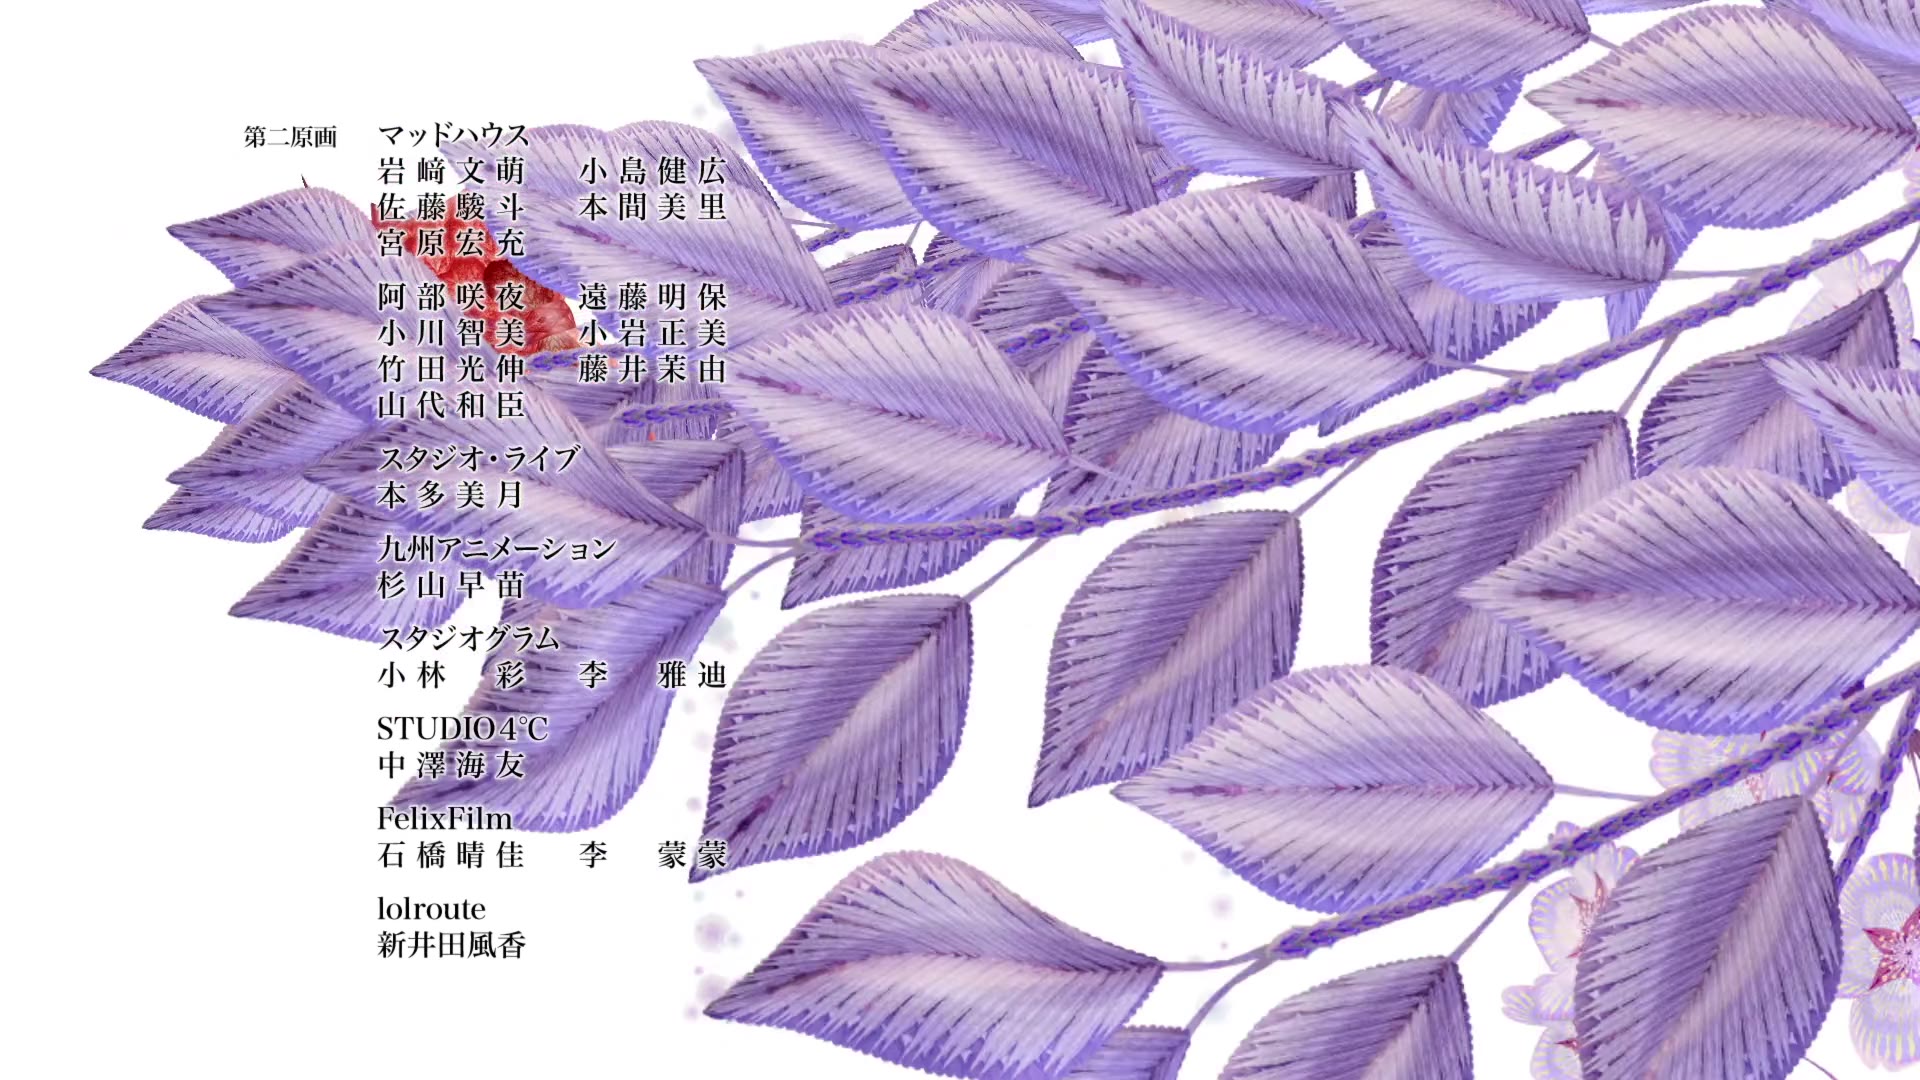 第二原画 マッドハウス
岩﨑文萌 小島健広
佐藤駿斗 本間美里
宮原宏充
阿部咲夜 遠藤明保
小川智美 小岩正美
竹田光伸 藤井茉由
山代和臣
スタジオ・ライブ
本多美月
九州アニメーション
杉山早苗
スタジオグラム
小林 彩 李 雅迪
STUDIO4℃
中澤海友
FelixFilm
石橋晴佳 李 蒙蒙
lolroute
新井田風香